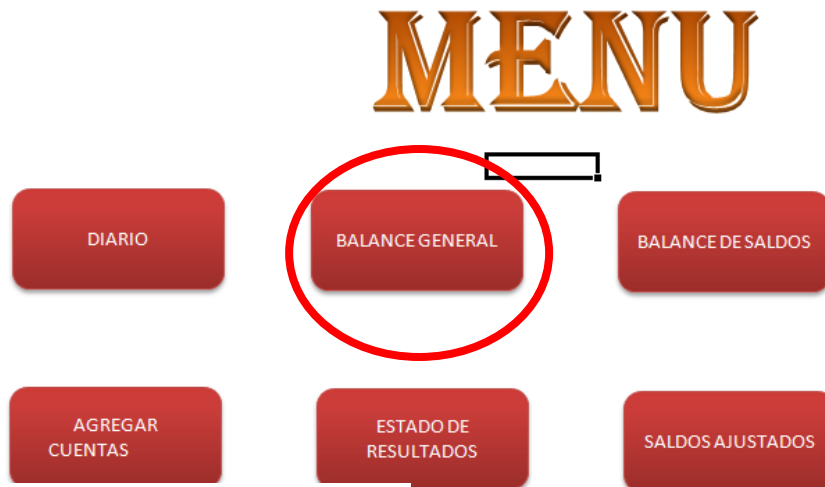 MENU
DIARIO
BALANCE GENERAL
BALANCE DE SALDOS
AGREGAR
CUENTAS
ESTADO DE
RESULTADOS
SALDOS AJUSTADOS